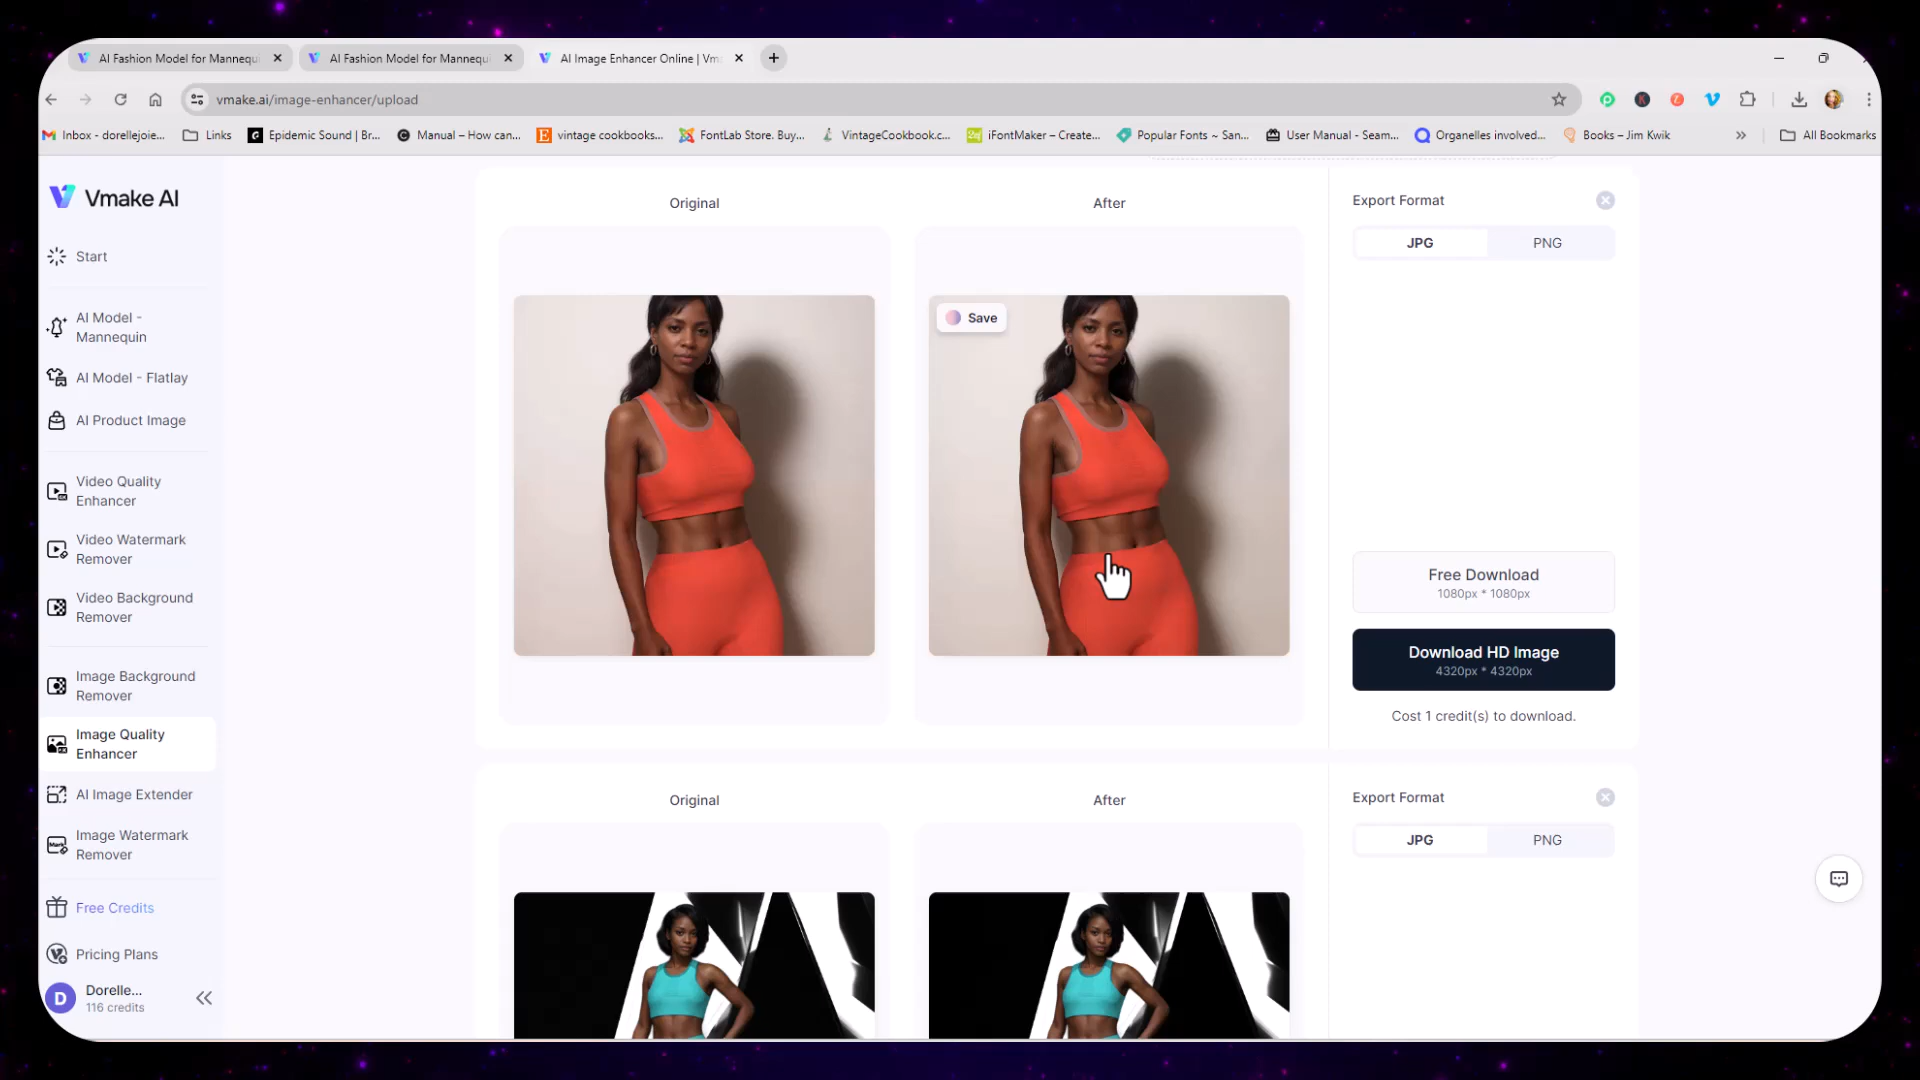 AI Fashion Model for Mannequi
AI Fashion Model for Mannequi
AI Image Enhancer Online | Vm
vmake.ai/image-enhancer/upload
Inbox - dorellejoie...
Links
Epidemic Sound | Br...
Manual – How can...
vintage cookbooks...
FontLab Store. Buy...
VintageCookbook.c...
iFontMaker – Create...
Popular Fonts ~ San...
User Manual - Seam...
Organelles involved...
Books – Jim Kwik
All Bookmarks
Vmake AI
Start
AI Model -
Mannequin
AI Model - Flatlay
AI Product Image
Video Quality
Enhancer
Video Watermark
Remover
Video Background
Remover
Image Background
Remover
Image Quality
Enhancer
AI Image Extender
Image Watermark
Remover
Free Credits
Pricing Plans
D
Dorelle...
116 credits
Original
After
Save
Export Format
JPG
PNG
Free Download
1080px * 1080px
Download HD Image
4320px * 4320px
Cost 1 credit(s) to download.
Original
After
Export Format
JPG
PNG